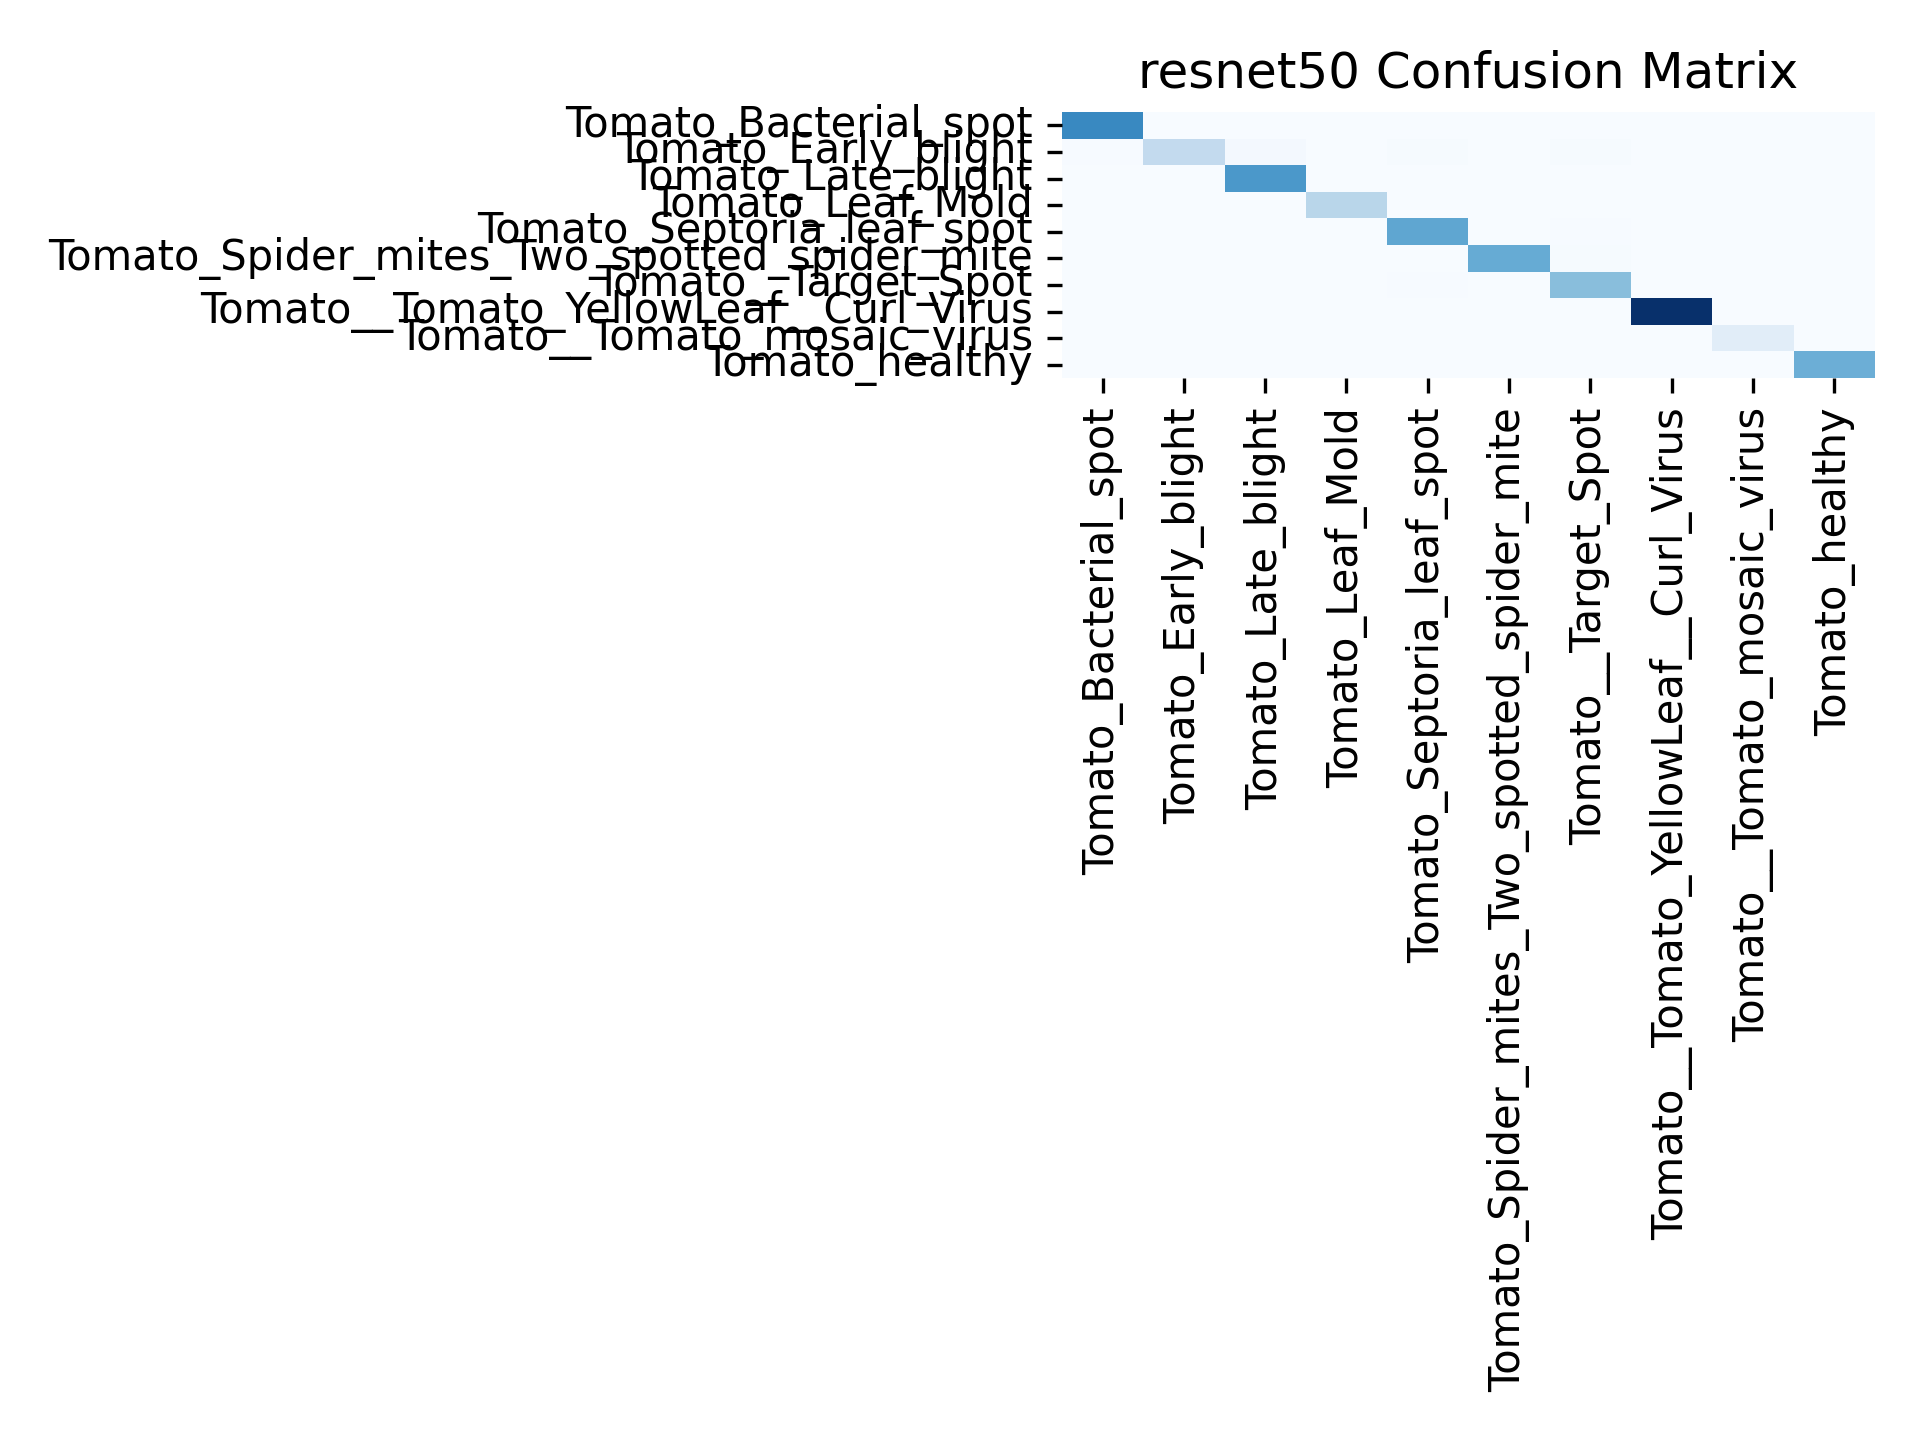 resnet50 Confusion Matrix
Tomato_Bacterial_spot
Tomato_Early_blight
Tomato_Late_blight
Tomato_Leaf_Mold
Tomato_Septoria_leaf_spot
Tomato_Spider_mites_Two_spotted_spider_mite
Tomato__Target_Spot
Tomato__Tomato_YellowLeaf__Curl_Virus
Tomato__Tomato_mosaic_virus
Tomato_healthy
Tomato_Bacterial_spot
Tomato_Early_blight
Tomato_Late_blight
Tomato_Leaf_Mold
Tomato_Septoria_leaf_spot
Tomato_Spider_mites_Two_spotted_spider_mite
Tomato__Target_Spot
Tomato__Tomato_YellowLeaf__Curl_Virus
Tomato__Tomato_mosaic_virus
Tomato_healthy